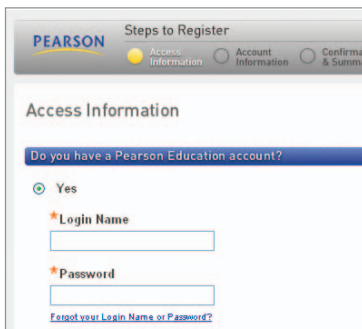 PEARSON
Steps to Register
Access Information
Account Information
& Summ
Access Information
Do you have a Pearson Education account?
Yes
*Login Name
*Password
Forgot your Login Name or Password?